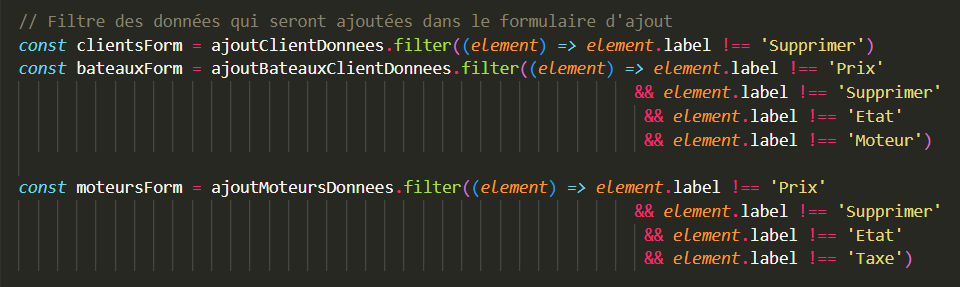 // Filtre des données qui seront ajoutées dans le formulaire d'ajout
const clientsForm = ajoutClientDonnees.filter((element) => element.label !== 'Supprimer')
const bateauxForm = ajoutBateauxClientDonnees.filter((element) => element.label !== 'Prix'
&& element.label !== 'Supprimer'
&& element.label !== 'Etat'
&& element.label !== 'Moteur')
const moteursForm = ajoutMoteursDonnees.filter((element) => element.label !== 'Prix'
&& element.label !== 'Supprimer'
&& element.label !== 'Etat'
&& element.label !== 'Taxe')